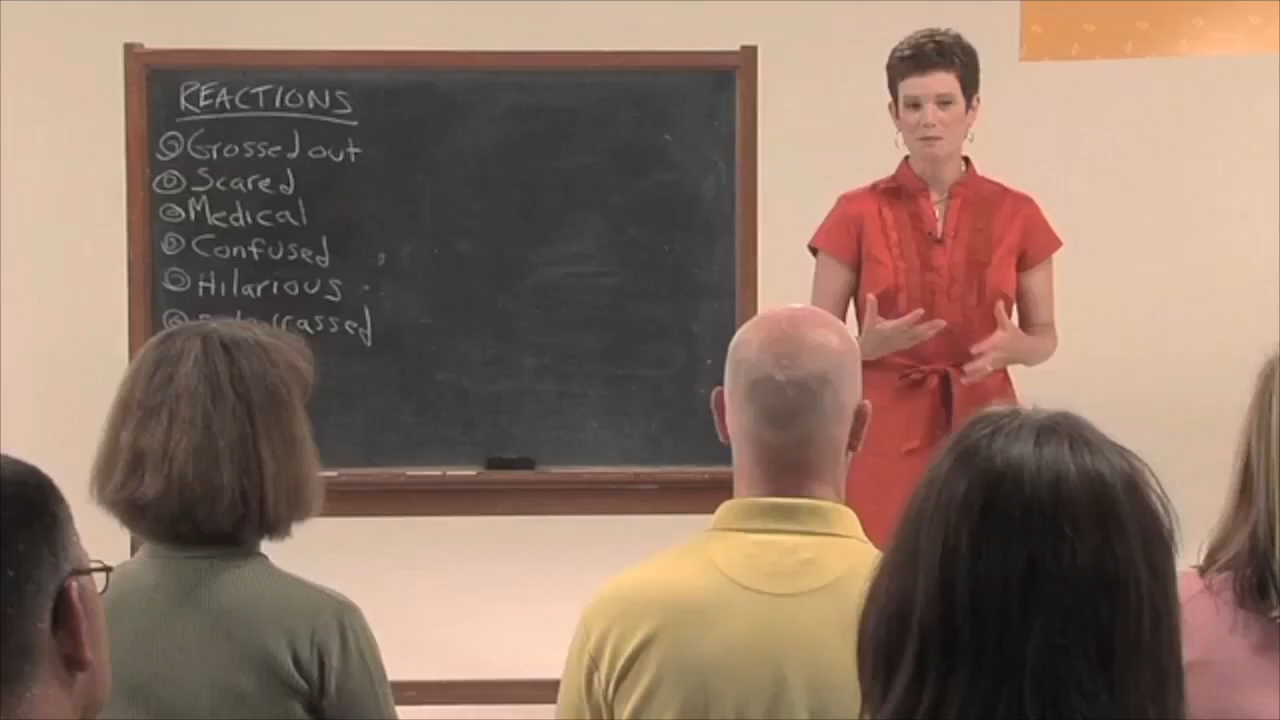 REACTIONS
Grossed out
Scared
Medical
Confused
Hilarious